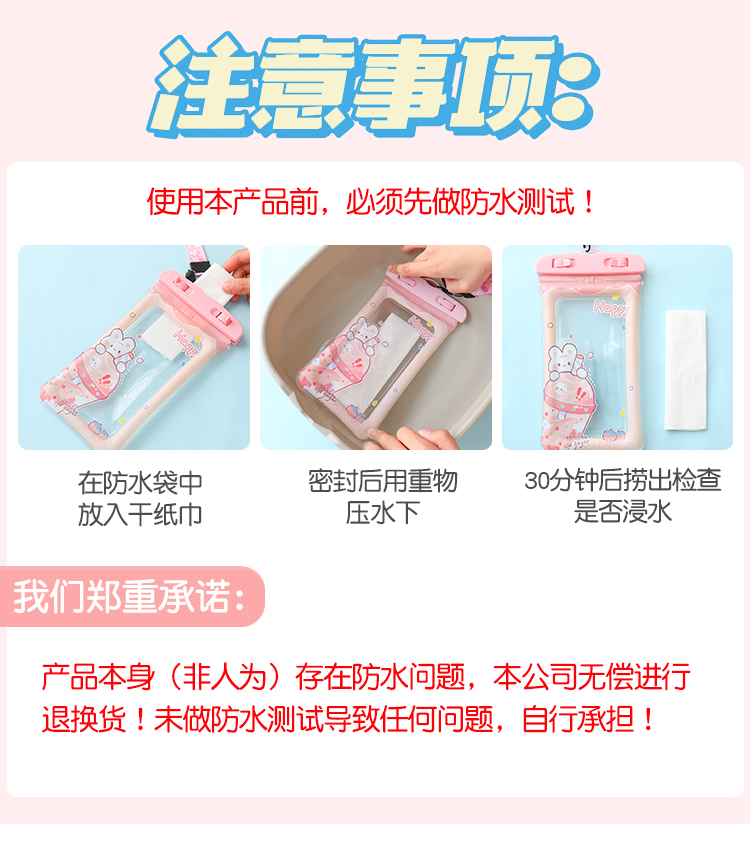 注意事项:
使用本产品前，必须先做防水测试！
Happy
Happy
Happy
在防水袋中
放入干纸巾
密封后用重物
压水下
30分钟后捞出检查
是否浸水
我们郑重承诺：
产品本身（非人为）存在防水问题，本公司无偿进行
退换货！未做防水测试导致任何问题，自行承担！